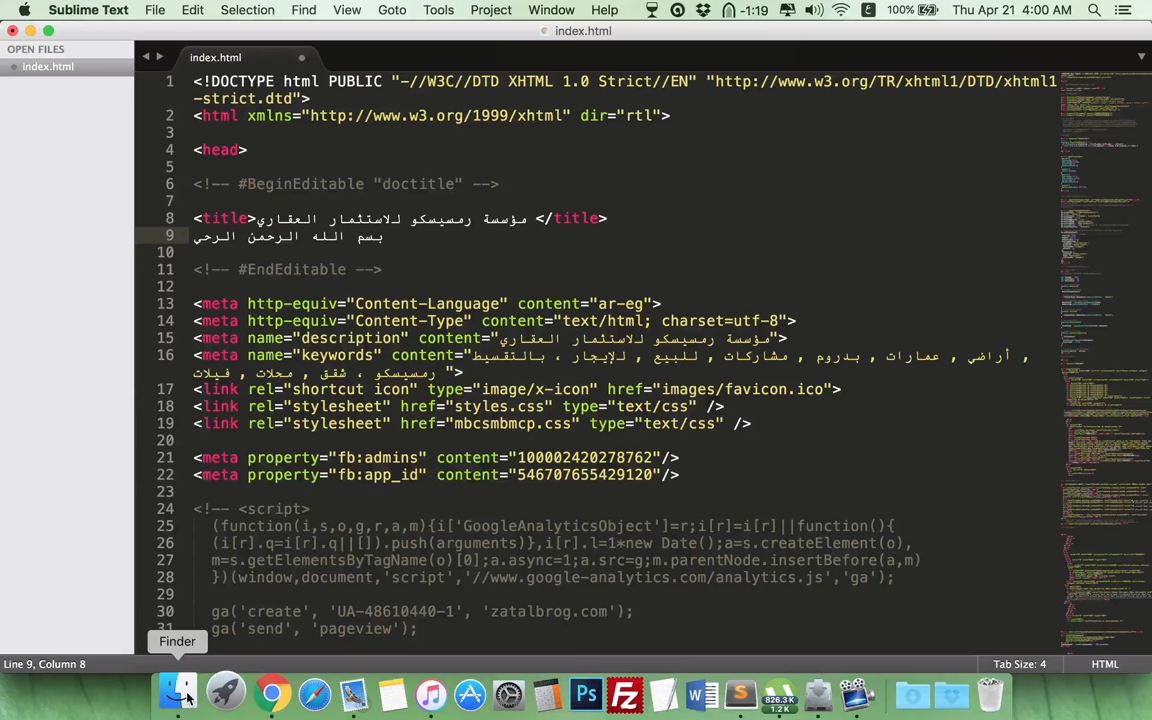 Sublime Text File Edit Selection Find View Goto Tools Project Window Help -1:19 100% Thu Apr 21 4:00 AM
index.html
OPEN FILES
index.html
index.html
1 <!DOCTYPE html PUBLIC "-//W3C//DTD XHTML 1.0 Strict//EN" "http://www.w3.org/TR/xhtml1/DTD/xhtml1
-strict.dtd">
2 <html xmlns="http://www.w3.org/1999/xhtml" dir="rtl">
3
4 <head>
5
6 <!-- #BeginEditable "doctitle" -->
7
8 <title>مؤسسة رمسيسكو للاستثمار العقاري </title>
9 بسم الله الرحمن الرحي
10
11 <!-- #EndEditable -->
12
13 <meta http-equiv="Content-Language" content="ar-eg">
14 <meta http-equiv="Content-Type" content="text/html; charset=utf-8">
15 <meta name="description" content="مؤسسة رمسيسكو للاستثمار العقاري">
16 <meta name="keywords" content="أراضي , عمارات , بدروم , مشاركات , للبيع , للإيجار , بالتقسيط ,
رمسيسكو , شقق , محلات , فيلات ">
17 <link rel="shortcut icon" type="image/x-icon" href="images/favicon.ico">
18 <link rel="stylesheet" href="styles.css" type="text/css" />
19 <link rel="stylesheet" href="mbcsmbmcp.css" type="text/css" />
20
21 <meta property="fb:admins" content="100002420278762"/>
22 <meta property="fb:app_id" content="546707655429120"/>
23
24 <!-- <script>
25 (function(i,s,o,g,r,a,m){i['GoogleAnalyticsObject']=r;i[r]=i[r]||function(){
26 (i[r].q=i[r].q||[]).push(arguments)},i[r].l=1*new Date();a=s.createElement(o),
27 m=s.getElementsByTagName(o)[0];a.async=1;a.src=g;m.parentNode.insertBefore(a,m)
28 })(window,document,'script','//www.google-analytics.com/analytics.js','ga');
29
30 ga('create', 'UA-48610440-1', 'zatalbrog.com');
31 ga('send', 'pageview');
Finder
Line 9, Column 8 Tab Size: 4 HTML
Ps Fz W S 826.3 K
1.2 K